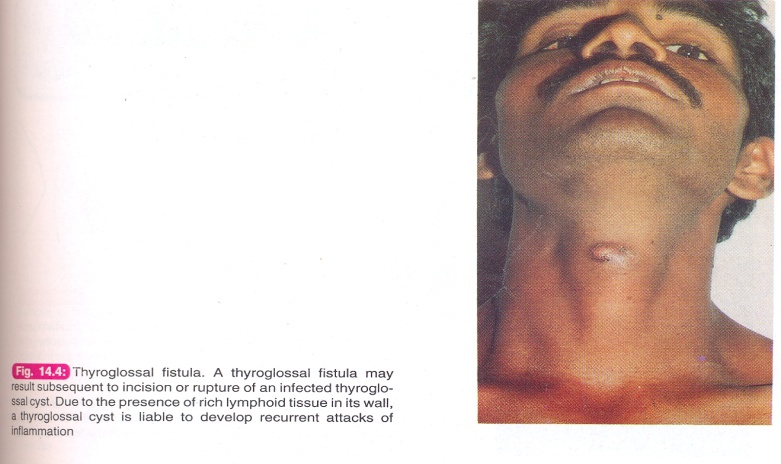 Fig. 14.4: Thyroglossal fistula. A thyroglossal fistula may
result subsequent to incision or rupture of an infected thyroglo-
ssal cyst. Due to the presence of rich lymphoid tissue in its wall,
a thyroglossal cyst is liable to develop recurrent attacks of
inflammation